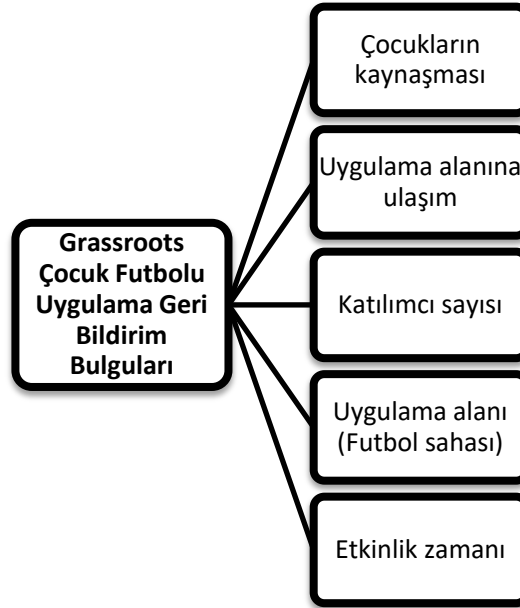 Grassroots
Çocuk Futbolu
Uygulama Geri
Bildirim
Bulguları
Çocukların
kaynaşması
Uygulama alanına
ulaşım
Katılımcı sayısı
Uygulama alanı
(Futbol sahası)
Etkinlik zamanı